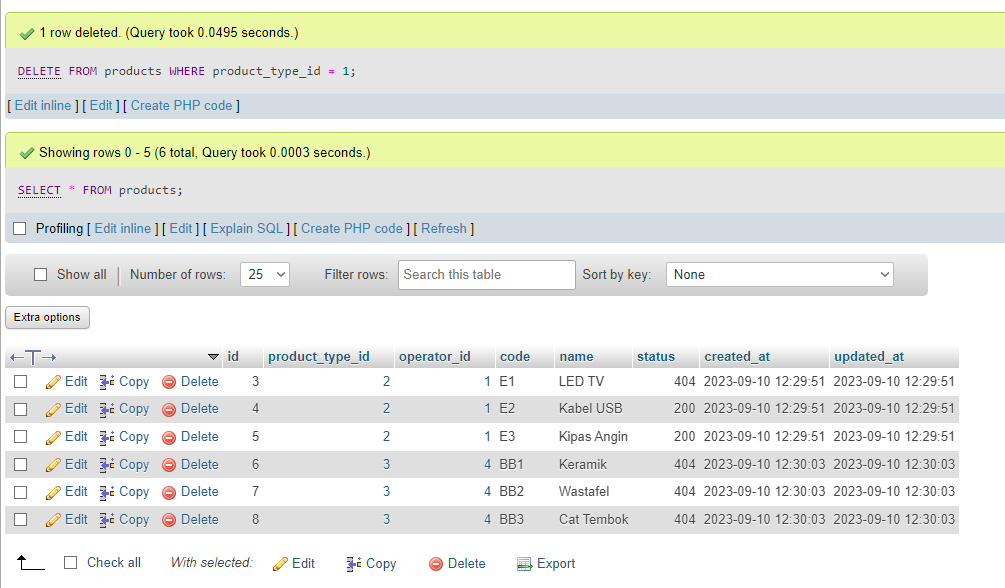 1 row deleted. (Query took 0.0495 seconds.)
DELETE FROM products WHERE product_type_id = 1;
[ Edit inline ] [ Edit ] [ Create PHP code ]
Showing rows 0 - 5 (6 total, Query took 0.0003 seconds.)
SELECT * FROM products;
Profiling [ Edit inline ] [ Edit ] [ Explain SQL ] [ Create PHP code ] [ Refresh ]
Show all Number of rows: 25 Filter rows: Search this table Sort by key: None
Extra options
id product_type_id operator_id code name status created_at updated_at
Edit Copy Delete 3 2 1 E1 LED TV 404 2023-09-10 12:29:51 2023-09-10 12:29:51
Edit Copy Delete 4 2 1 E2 Kabel USB 200 2023-09-10 12:29:51 2023-09-10 12:29:51
Edit Copy Delete 5 2 1 E3 Kipas Angin 200 2023-09-10 12:29:51 2023-09-10 12:29:51
Edit Copy Delete 6 3 4 BB1 Keramik 404 2023-09-10 12:30:03 2023-09-10 12:30:03
Edit Copy Delete 7 3 4 BB2 Wastafel 404 2023-09-10 12:30:03 2023-09-10 12:30:03
Edit Copy Delete 8 3 4 BB3 Cat Tembok 404 2023-09-10 12:30:03 2023-09-10 12:30:03
Check all With selected: Edit Copy Delete Export